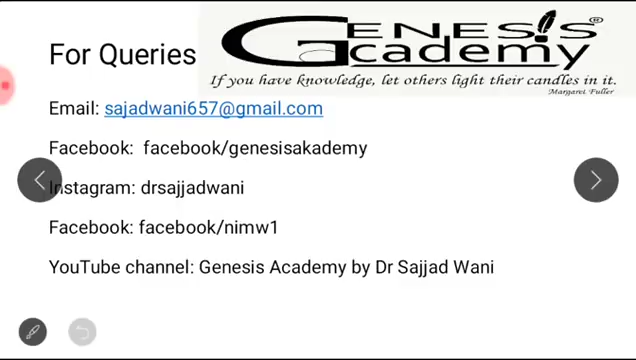 For Queries
GENESIS®
Gcademy
If you have knowledge, let others light their candles in it.
Margaret Fuller
Email: sajadwani657@gmail.com
Facebook: facebook/genesisakademy
Instagram: drsajjadwani
Facebook: facebook/nimw1
YouTube channel: Genesis Academy by Dr Sajjad Wani